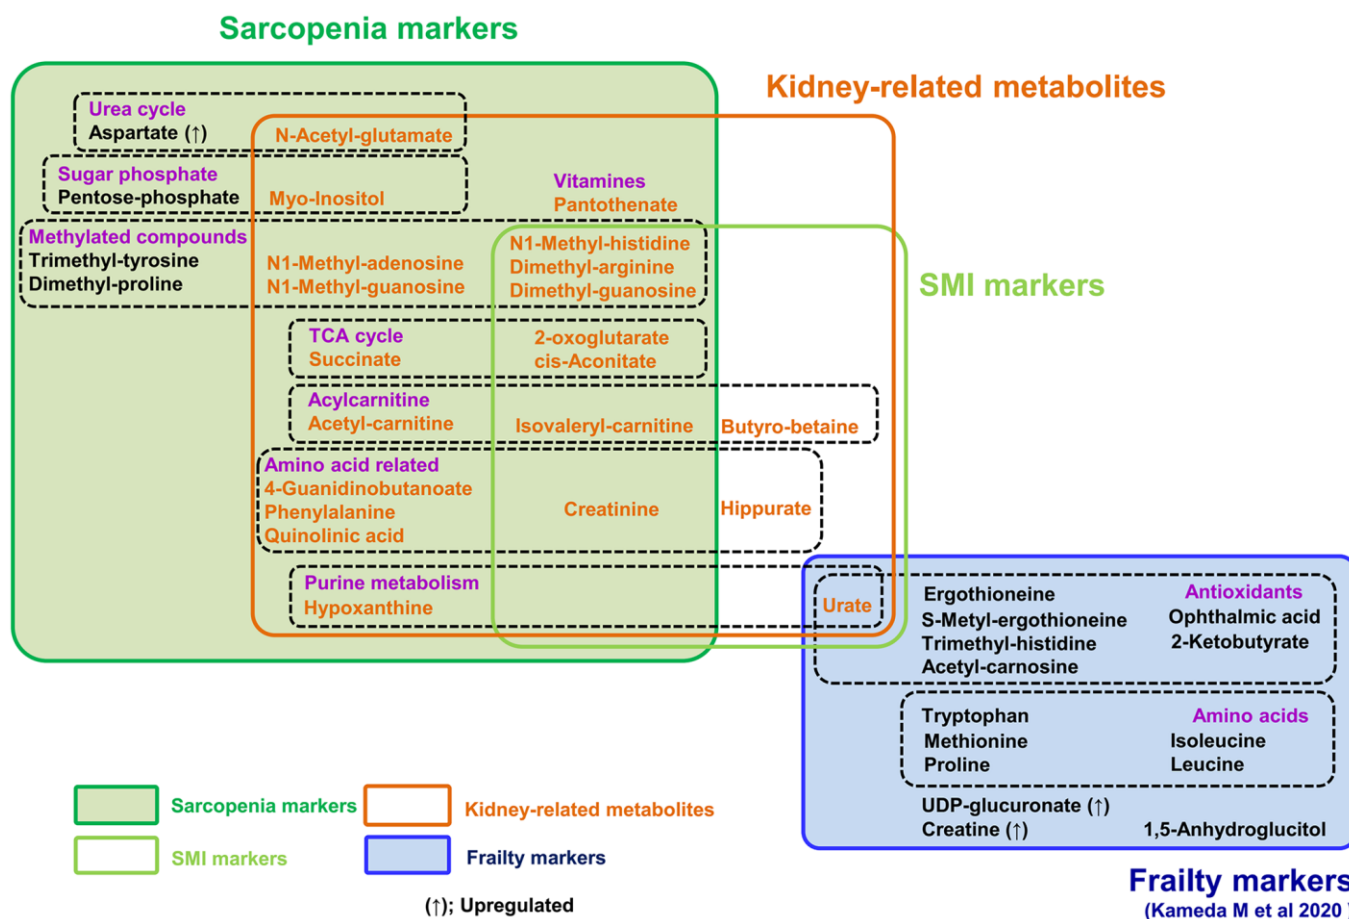 Sarcopenia markers
Kidney-related metabolites
Urea cycle
Aspartate (↑)
N-Acetyl-glutamate
Sugar phosphate
Pentose-phosphate
Myo-Inositol
Vitamines
Pantothenate
Methylated compounds
Trimethyl-tyrosine
Dimethyl-proline
N1-Methyl-adenosine
N1-Methyl-guanosine
N1-Methyl-histidine
Dimethyl-arginine
Dimethyl-guanosine
SMI markers
TCA cycle
Succinate
2-oxoglutarate
cis-Aconitate
Acylcarnitine
Acetyl-carnitine
Isovaleryl-carnitine
Butyro-betaine
Amino acid related
4-Guanidinobutanoate
Phenylalanine
Quinolinic acid
Creatinine
Hippurate
Purine metabolism
Hypoxanthine
Urate
Ergothioneine
S-Metyl-ergothioneine
Trimethyl-histidine
Acetyl-carnosine
Antioxidants
Ophthalmic acid
2-Ketobutyrate
Tryptophan
Methionine
Proline
Amino acids
Isoleucine
Leucine
UDP-glucuronate (↑)
Creatine (↑)
1,5-Anhydroglucitol
Frailty markers
(Kameda M et al 2020 )
Sarcopenia markers
Kidney-related metabolites
SMI markers
Frailty markers
(↑); Upregulated